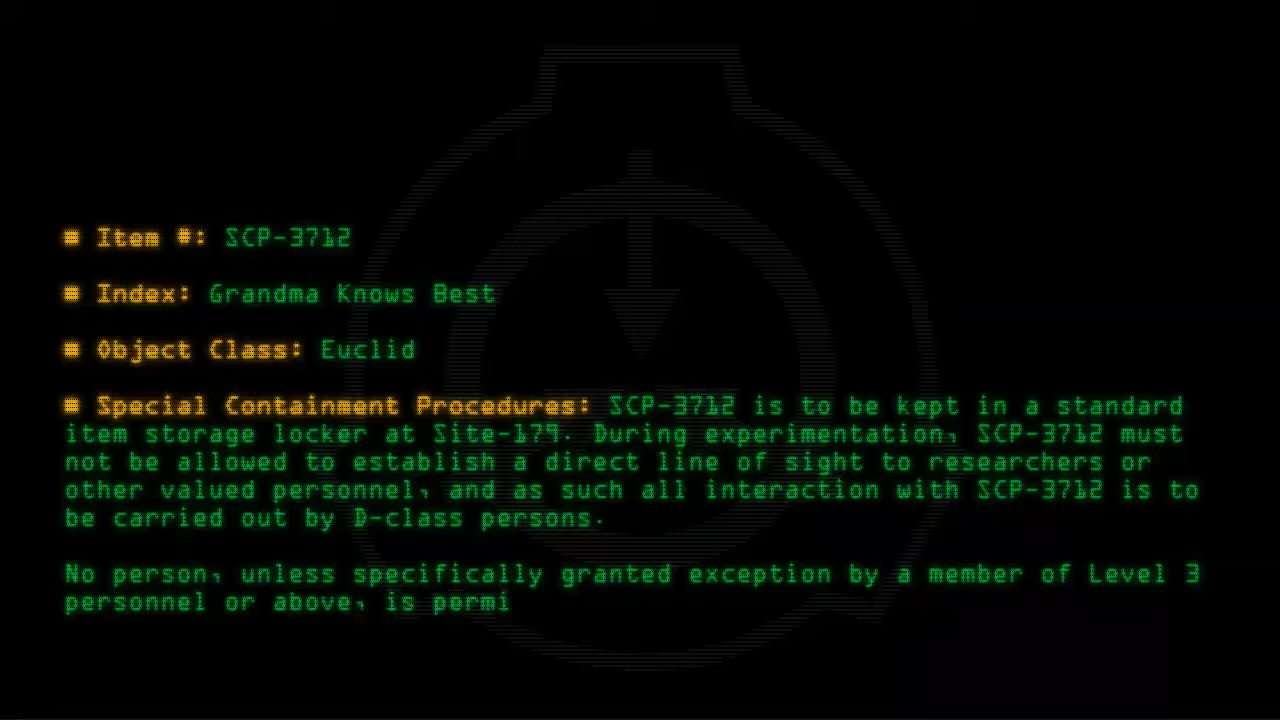 # Item #: SCP-3712
# Index: Grandma Knows Best
# Object Class: Euclid
# Special Containment Procedures: SCP-3712 is to be kept in a standard
item storage locker at Site-179. During experimentation, SCP-3712 must
not be allowed to establish a direct line of sight to researchers or
other valued personnel, and as such all interaction with SCP-3712 is to
be carried out by D-class persons.
No person, unless specifically granted exception by a member of Level 3
personnel or above, is permi